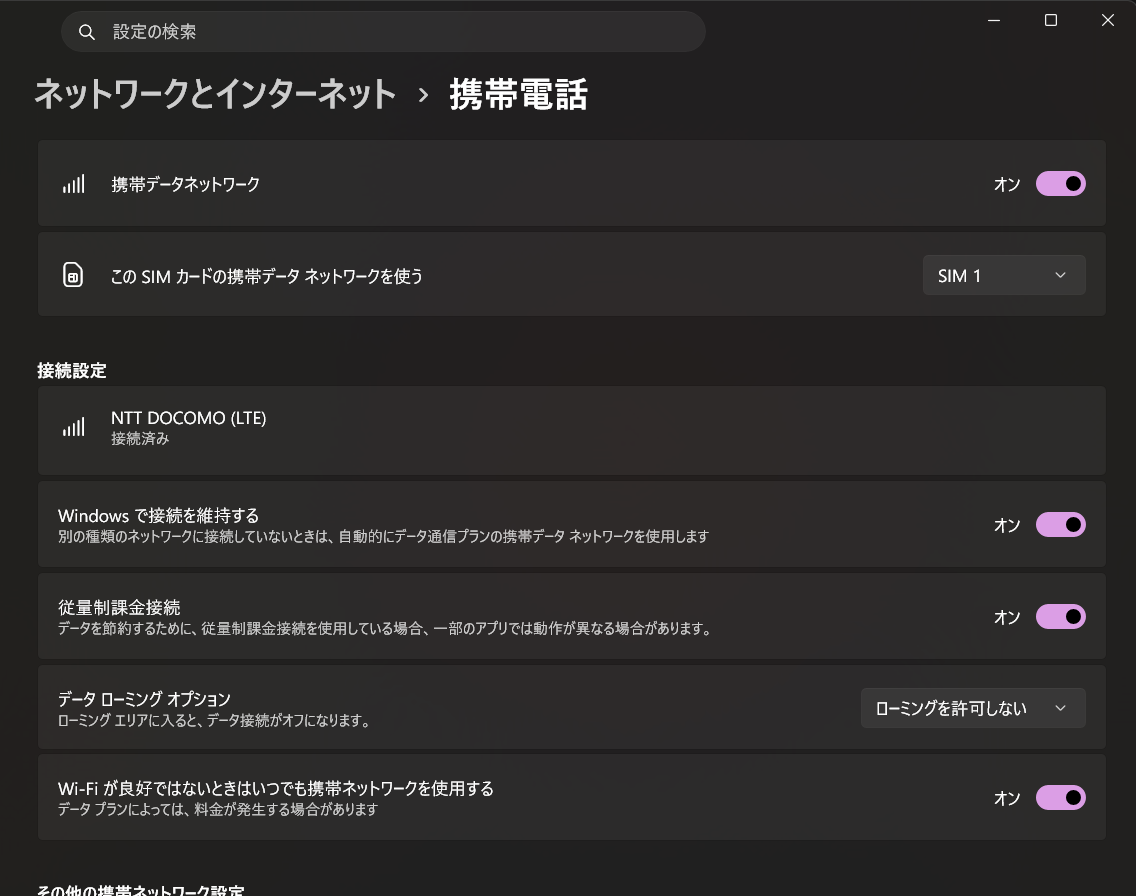 設定の検索
ネットワークとインターネット › 携帯電話
携帯データネットワーク
オン
この SIM カードの携帯データ ネットワークを使う
SIM 1
接続設定
NTT DOCOMO (LTE)
接続済み
Windows で接続を維持する
別の種類のネットワークに接続していないときは、自動的にデータ通信プランの携帯データ ネットワークを使用します
オン
従量制課金接続
データを節約するために、従量制課金接続を使用している場合、一部のアプリでは動作が異なる場合があります。
オン
データ ローミング オプション
ローミング エリアに入ると、データ接続がオフになります。
ローミングを許可しない
Wi-Fi が良好ではないときはいつでも携帯ネットワークを使用する
データ プランによっては、料金が発生する場合があります
オン
その他の携帯ネットワーク設定